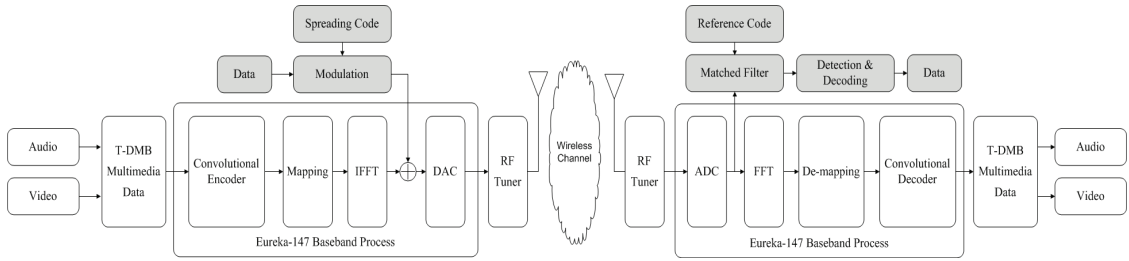 Spreading Code
Reference Code
Data
Modulation
Matched Filter
Detection &
Decoding
Data
Audio
Video
T-DMB
Multimedia
Data
Convolutional
Encoder
Mapping
IFFT
DAC
RF
Tuner
Wireless
Channel
RF
Tuner
ADC
FFT
De-mapping
Convolutional
Decoder
T-DMB
Multimedia
Data
Audio
Video
Eureka-147 Baseband Process
Eureka-147 Baseband Process